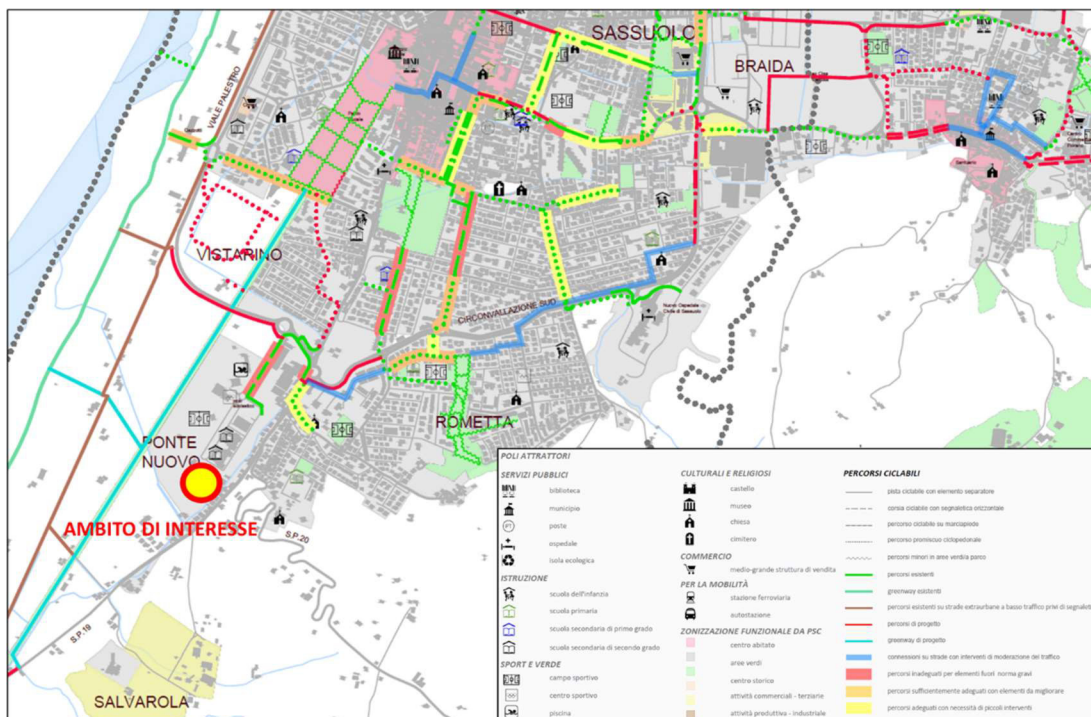 SASSUOLO
BRAIDA
VIALE PALESTRO
VISTARINO
CIRCONVALLAZIONE SUD
Nuovo Ospedale
Civile di Sassuolo
ROMETTA
PONTE
NUOVO
AMBITO DI INTERESSE
S.P.20
S.P.19
SALVAROLA
Santuario
POLI ATTRATTORI
SERVIZI PUBBLICI
biblioteca
municipio
PT
poste
ospedale
isola ecologica
ISTRUZIONE
scuola dell'infanzia
scuola primaria
scuola secondaria di primo grado
scuola secondaria di secondo grado
SPORT E VERDE
campo sportivo
centro sportivo
piscina
CULTURALI E RELIGIOSI
castello
museo
chiesa
cimitero
COMMERCIO
medio-grande struttura di vendita
PER LA MOBILITÀ
stazione ferroviaria
autostazione
ZONIZZAZIONE FUNZIONALE DA PSC
centro abitato
aree verdi
centro storico
attività commerciali - terziarie
attività produttiva - industriale
PERCORSI CICLABILI
pista ciclabile con elemento separatore
corsia ciclabile con segnaletica orizzontale
percorso ciclabile su marciapiede
percorso promiscuo ciclopedonale
percorsi minori in aree verdi/a parco
percorsi esistenti
greenway esistenti
percorsi esistenti su strade extraurbane a basso traffico privi di segnaletica
percorsi di progetto
greenway di progetto
connessioni su strade con interventi di moderazione del traffico
percorsi inadeguati per elementi fuori norma gravi
percorsi sufficientemente adeguati con elementi da migliorare
percorsi adeguati con necessità di piccoli interventi